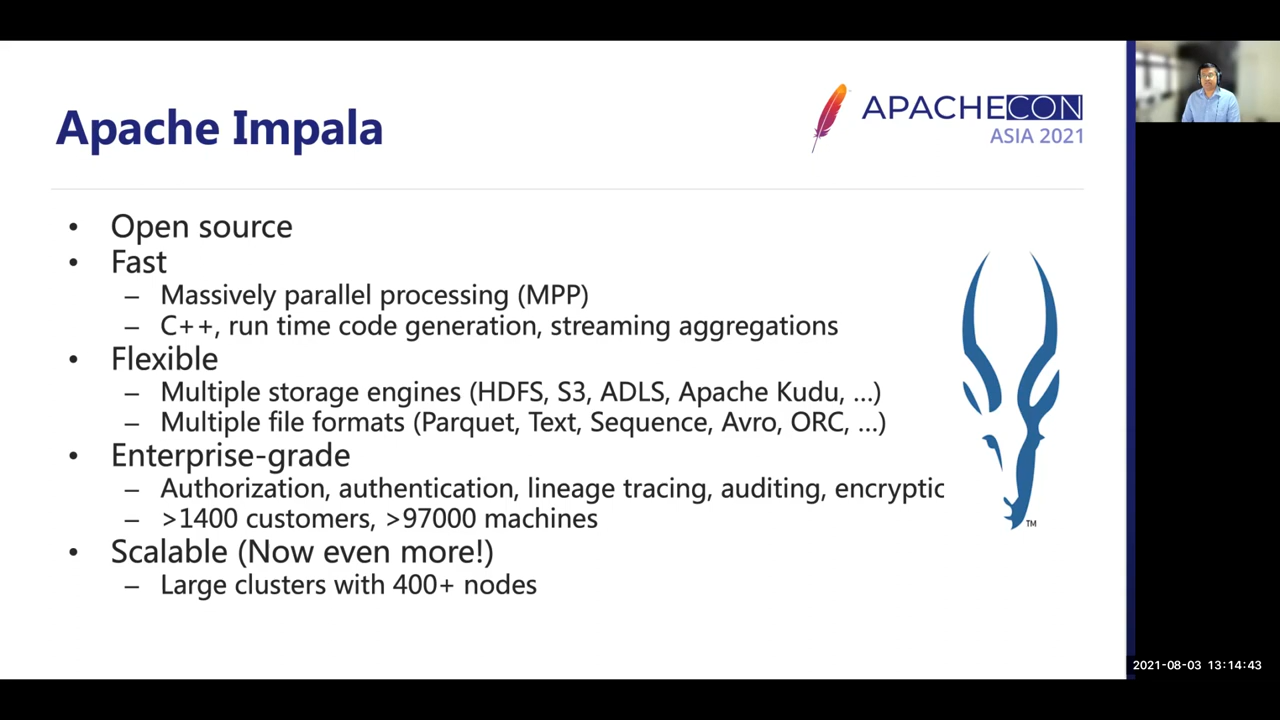 Apache Impala
APACHECON
ASIA 2021
• Open source
• Fast
– Massively parallel processing (MPP)
– C++, run time code generation, streaming aggregations
• Flexible
– Multiple storage engines (HDFS, S3, ADLS, Apache Kudu, ...)
– Multiple file formats (Parquet, Text, Sequence, Avro, ORC, ...)
• Enterprise-grade
– Authorization, authentication, lineage tracing, auditing, encryptic
– >1400 customers, >97000 machines
• Scalable (Now even more!)
– Large clusters with 400+ nodes
TM
2021-08-03 13:14:43